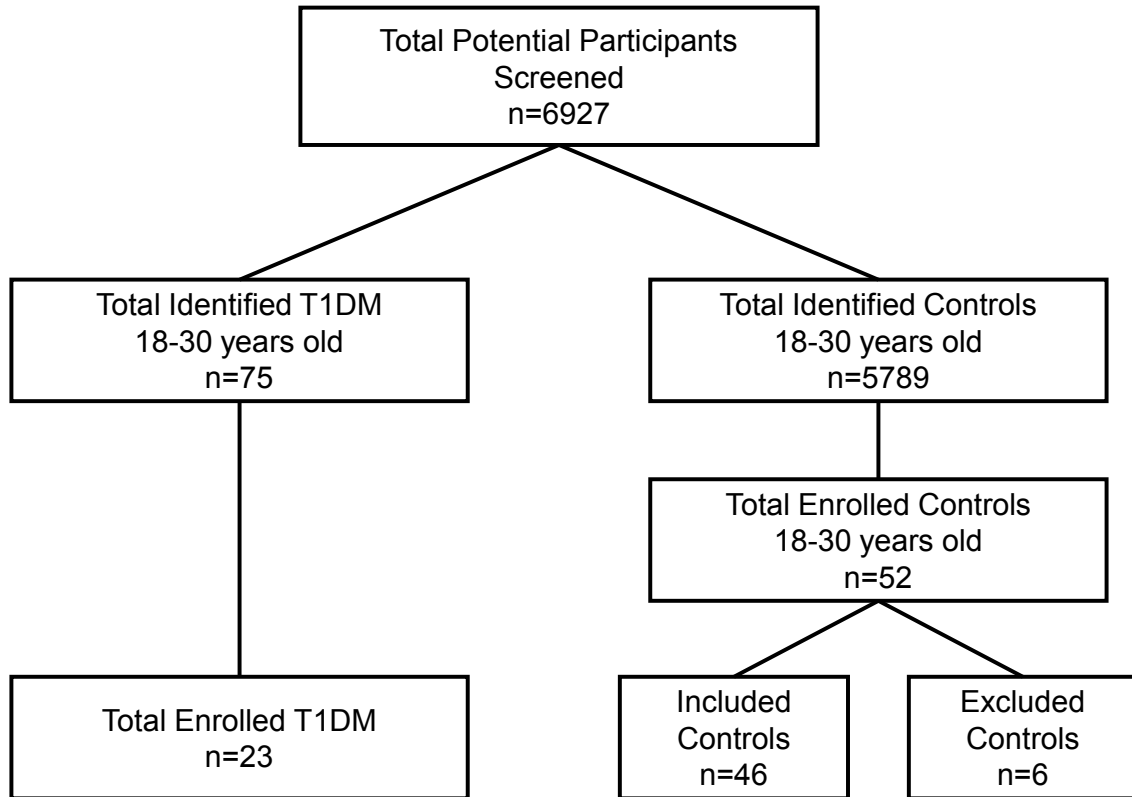 Total Potential Participants
Screened
n=6927
Total Identified T1DM
18-30 years old
n=75
Total Identified Controls
18-30 years old
n=5789
Total Enrolled Controls
18-30 years old
n=52
Total Enrolled T1DM
n=23
Included
Controls
n=46
Excluded
Controls
n=6